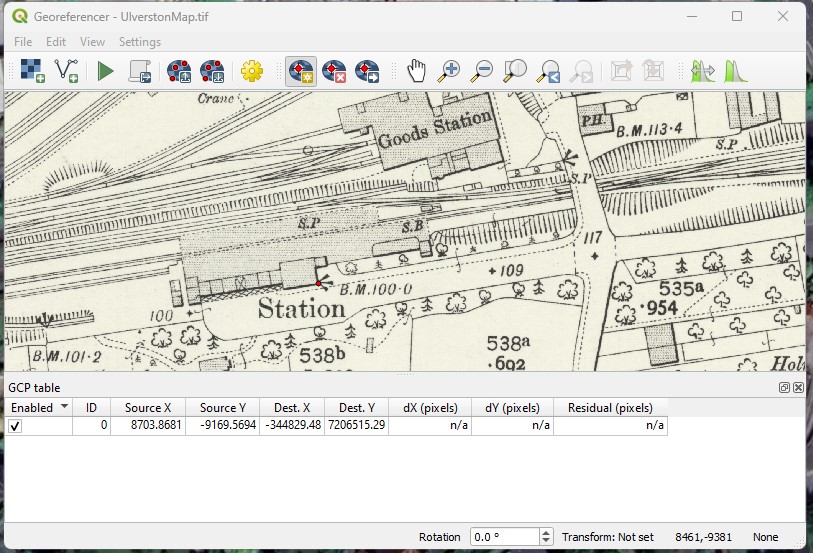 Georeferencer - UlverstonMap.tif
File Edit View Settings
Crane
Goods Station
P.H.
B.M.113·4
S.P.
S.P
S.P
S.B
117
109
535a
·954
B.M.100·0
100
Station
B.M.101·2
538b
538a
·692
Hol
GCP table
Enabled ID Source X Source Y Dest. X Dest. Y dX (pixels) dY (pixels) Residual (pixels)
0 8703.8681 -9169.5694 -344829.48 7206515.29 n/a n/a n/a
Rotation 0.0 ° Transform: Not set 8461,-9381 None